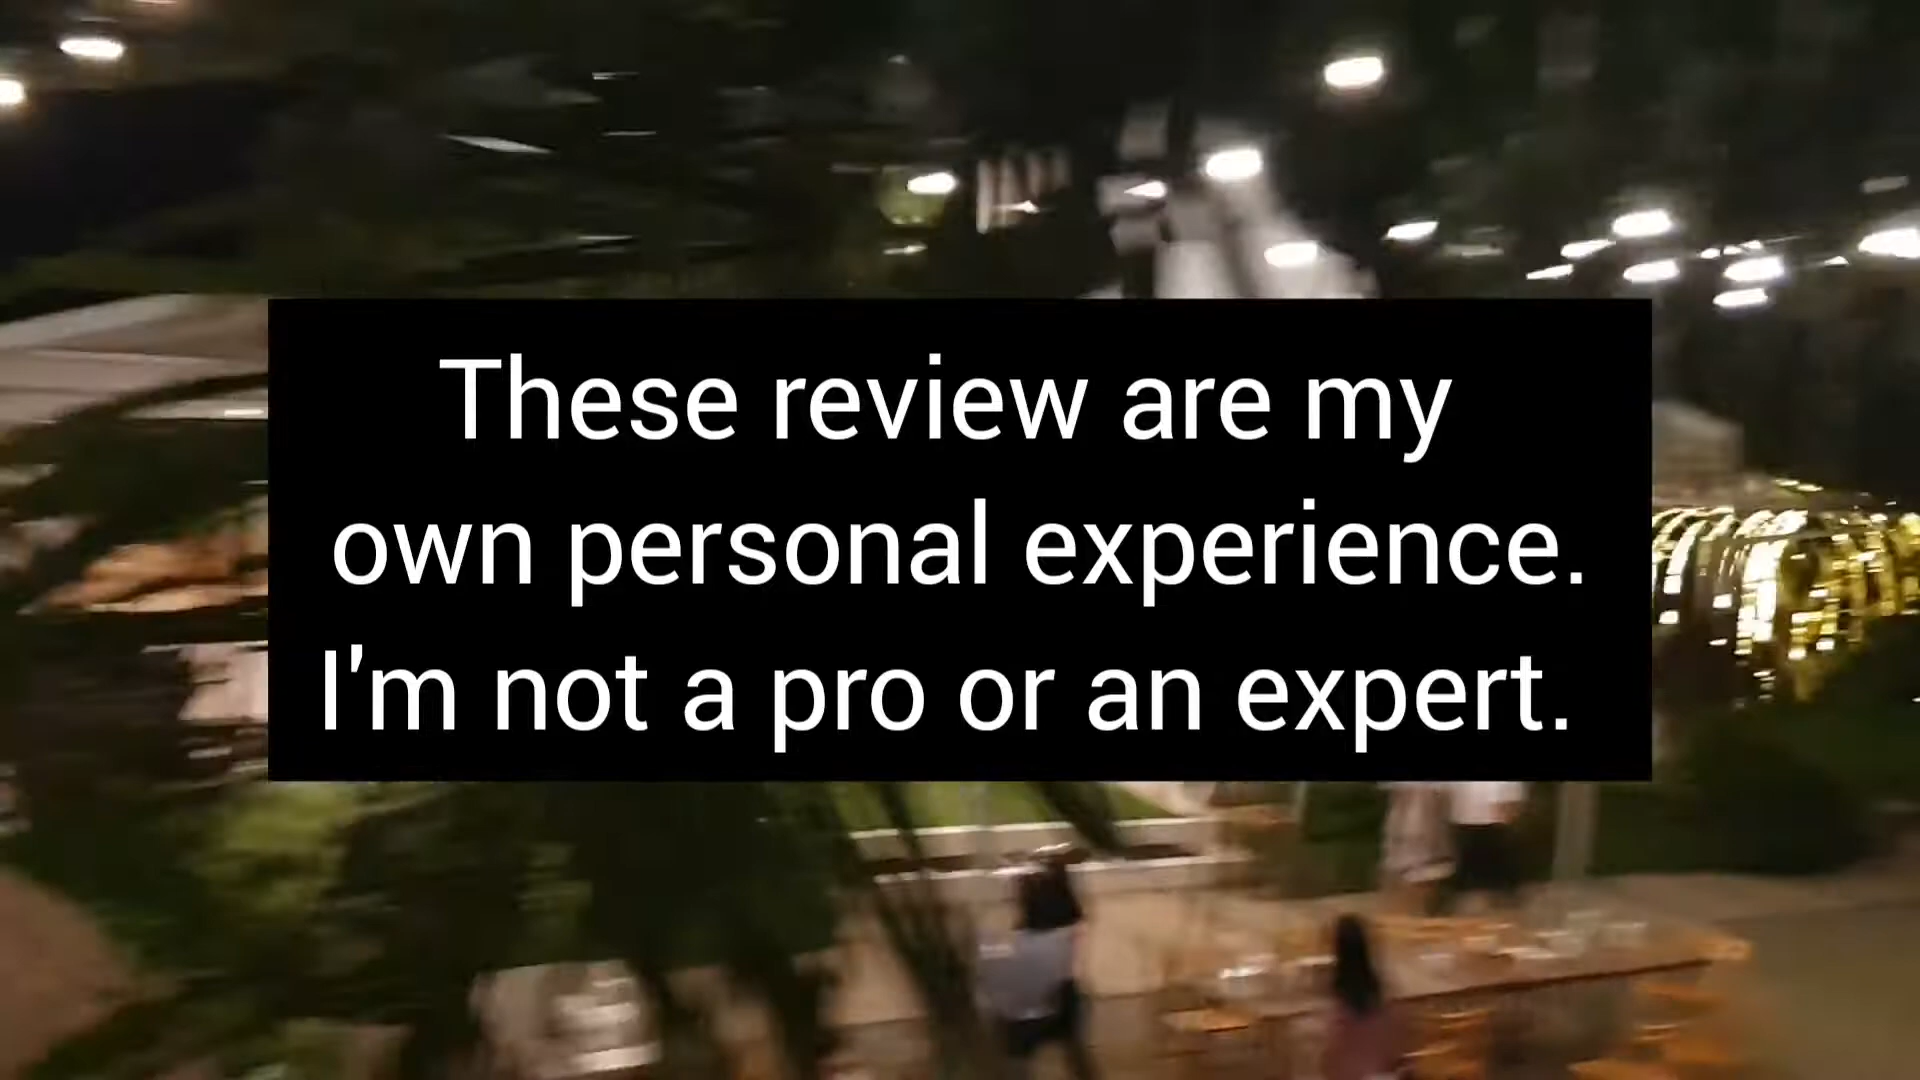 These review are my
own personal experience.
I'm not a pro or an expert.